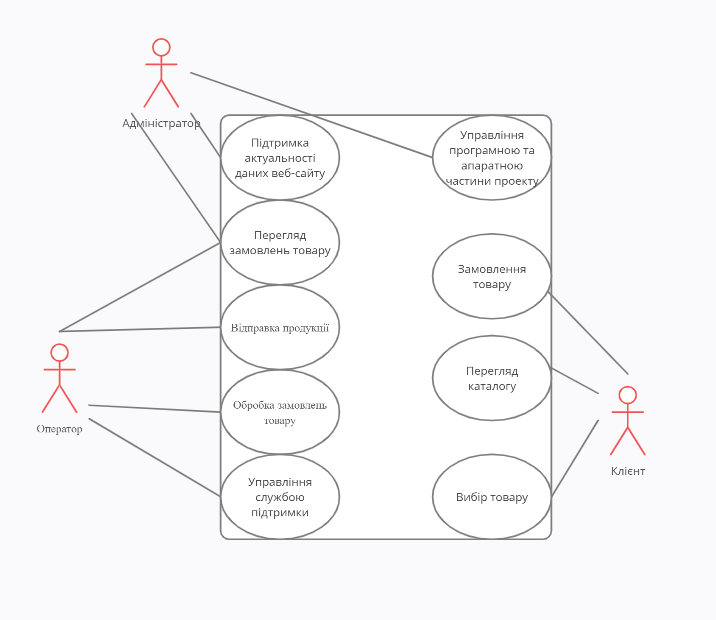 Адміністратор
Підтримка
актуальності
даних веб-сайту
Управління
програмною та
апаратною
частини проекту
Перегляд
замовлень товару
Замовлення
товару
Відправка продукції
Перегляд
каталогу
Оператор
Обробка замовлень
товару
Клієнт
Управління
службою
підтримки
Вибір товару